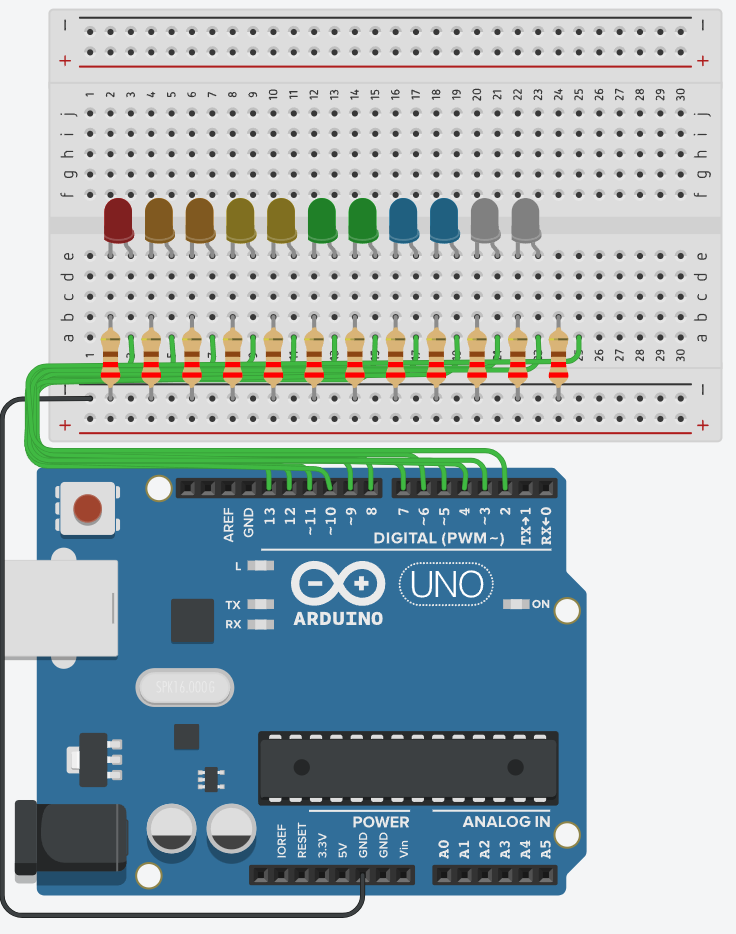 − −
+ +
1 2 3 4 5 6 7 8 9 10 11 12 13 14 15 16 17 18 19 20 21 22 23 24 25 26 27 28 29 30
j j
i i
h h
g g
f f
e e
d d
c c
b b
a a
1 26 27 28 29 30
− −
+ +
AREF GND 13 12 ~11 ~10 ~9 8 7 ~6 ~5 4 ~3 2 TX→1 RX←0
DIGITAL (PWM~)
L
TX
RX
UNO
ON
ARDUINO
SPK16.000G
POWER
ANALOG IN
IOREF RESET 3.3V 5V GND GND Vin A0 A1 A2 A3 A4 A5